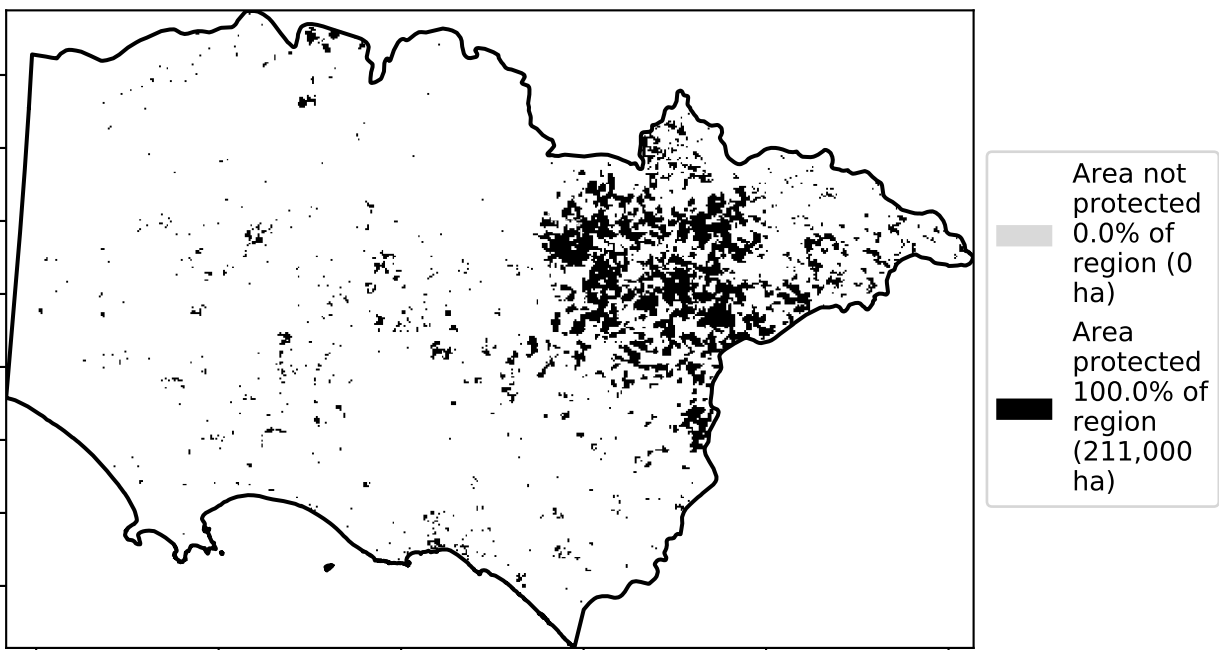 Area not
protected
0.0% of
region (0
ha)
Area
protected
100.0% of
region
(211,000
ha)